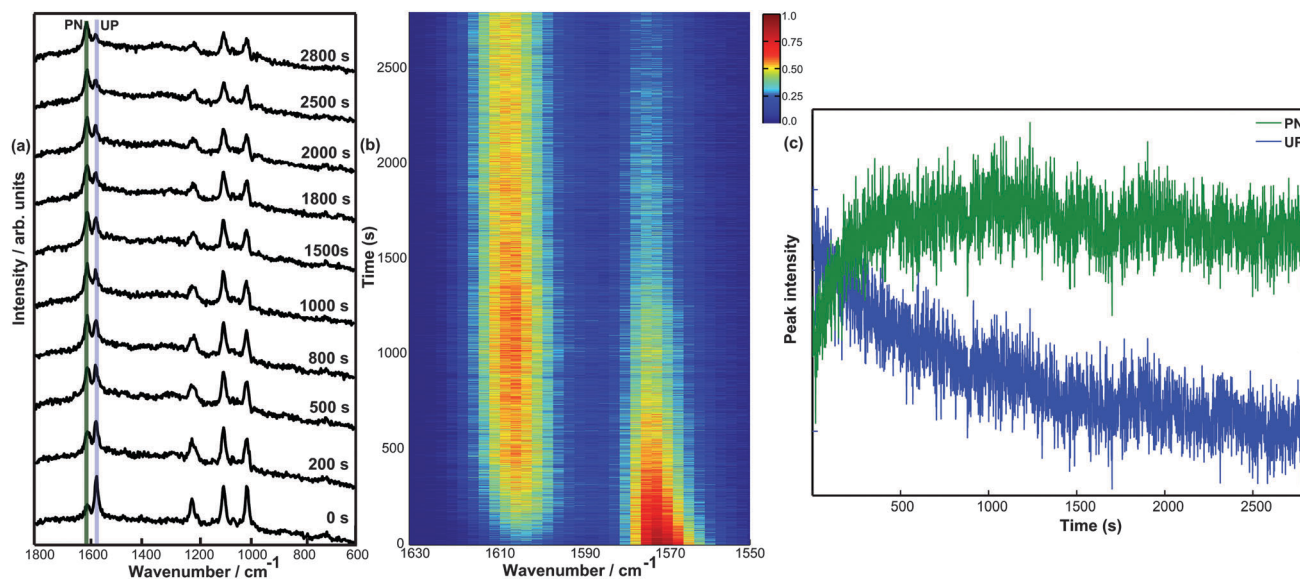 PN UP
(a)
Intensity / arb. units
2800 s
2500 s
2000 s
1800 s
1500 s
1000 s
800 s
500 s
200 s
0 s
1800 1600 1400 1200 1000 800 600
Wavenumber / cm-1
(b)
Time (s)
2500
2000
1500
1000
500
0
1630 1610 1590 1570 1550
Wavenumber / cm-1
1.0
0.75
0.50
0.25
0.0
(c)
PN
UP
Peak intensity
500 1000 1500 2000 2500
Time (s)